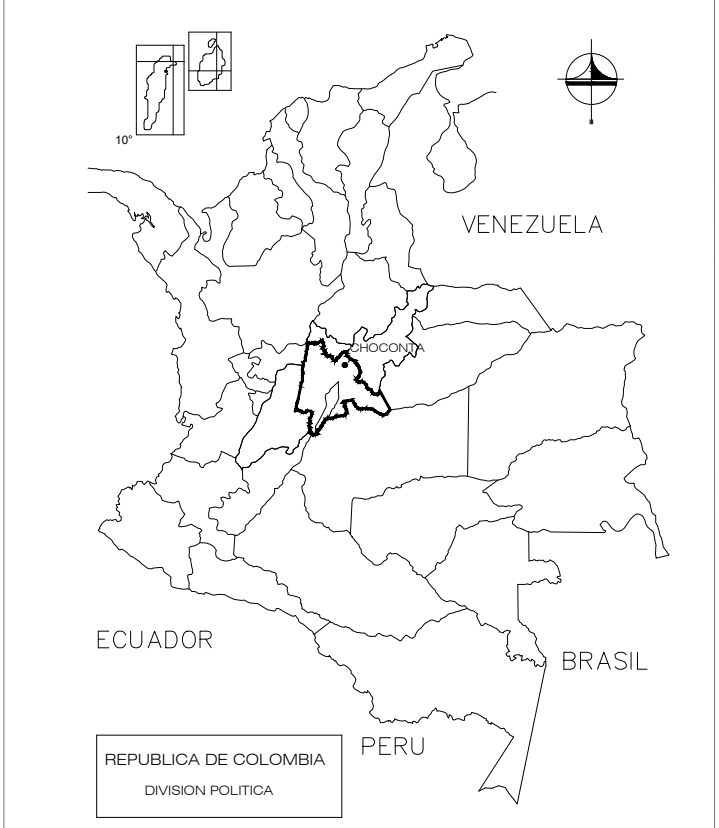 10°
VENEZUELA
CHOCONTA
ECUADOR
BRASIL
PERU
REPUBLICA DE COLOMBIA
DIVISION POLITICA